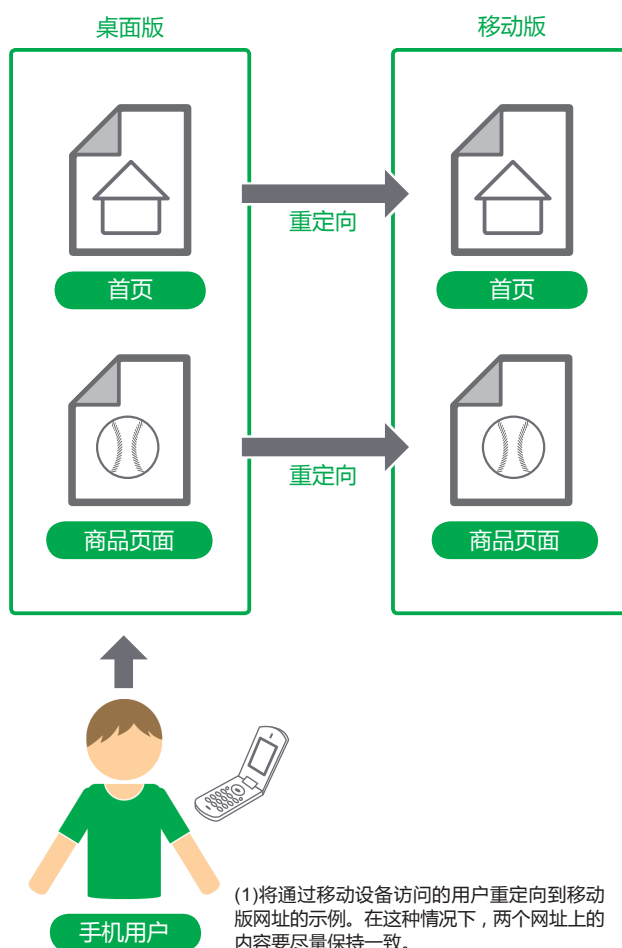 桌面版
移动版
重定向
首页
首页
重定向
商品页面
商品页面
手机用户
(1)将通过移动设备访问的用户重定向到移动
版网址的示例。在这种情况下，两个网址上的
内容要尽量保持一致。